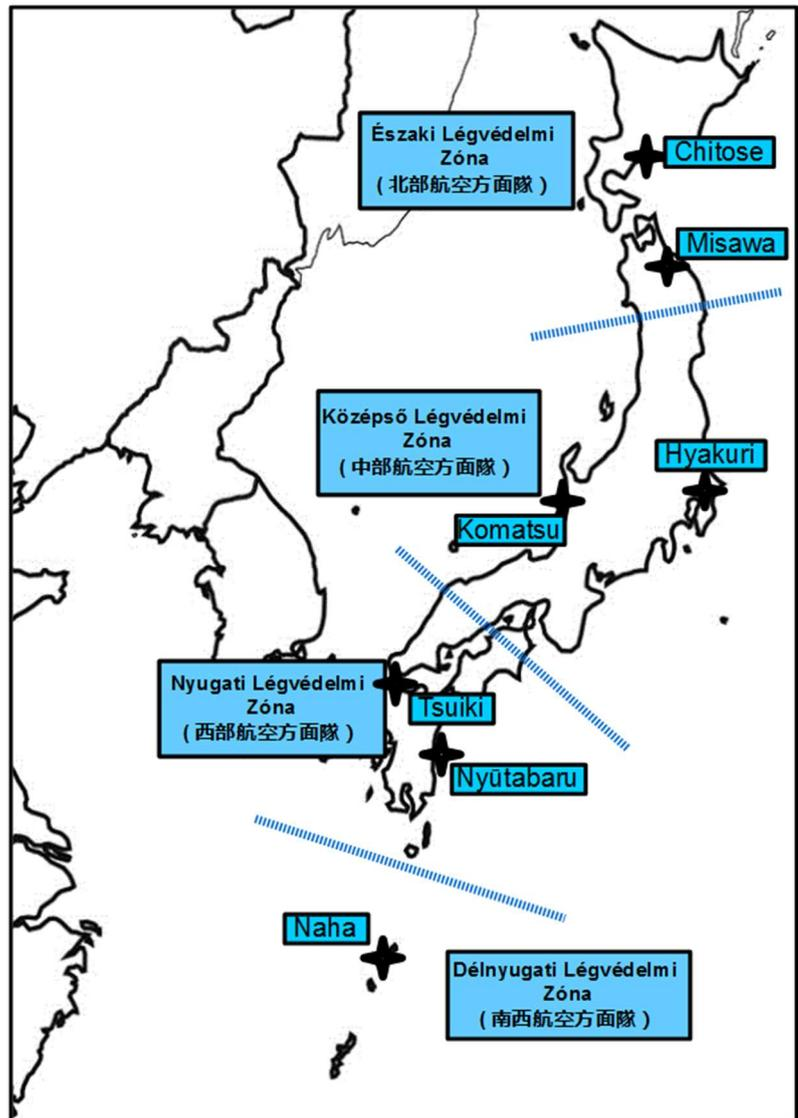 Északi Légvédelmi
Zóna
( 北部航空方面隊 )
Chitose
Misawa
Középső Légvédelmi
Zóna
( 中部航空方面隊 )
Hyakuri
Komatsu
Nyugati Légvédelmi
Zóna
( 西部航空方面隊 )
Tsuiki
Nyūtabaru
Naha
Délnyugati Légvédelmi
Zóna
( 南西航空方面隊 )